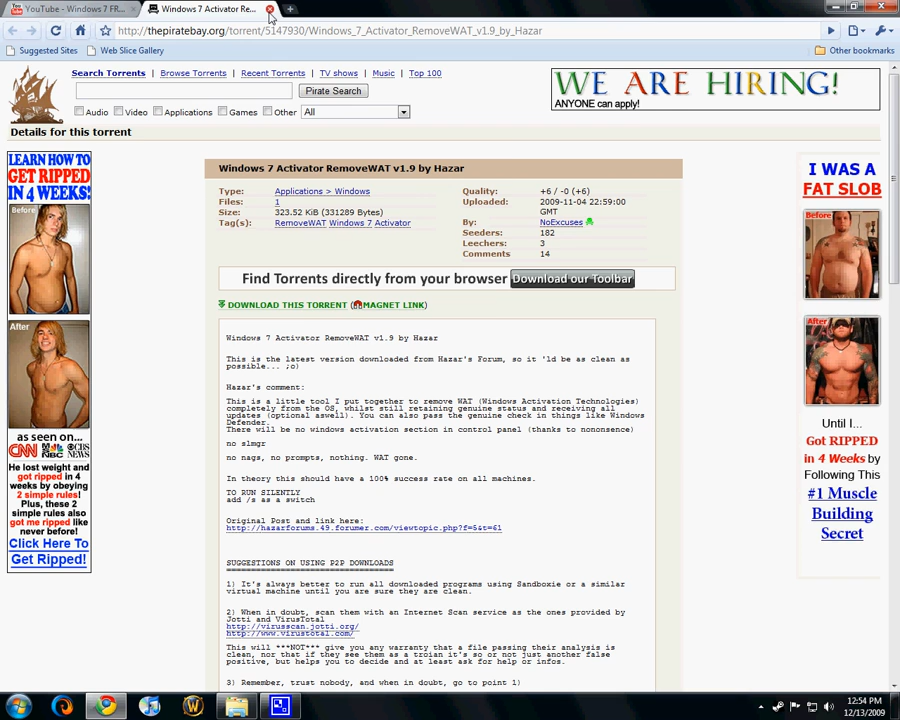 YouTube - Windows 7 FR...
Windows 7 Activator Re...
http://thepiratebay.org/torrent/5147930/Windows_7_Activator_RemoveWAT_v1.9_by_Hazar
Suggested Sites
Web Slice Gallery
Other bookmarks
Search Torrents | Browse Torrents | Recent Torrents | TV shows | Music | Top 100
Pirate Search
Audio Video Applications Games Other All
WE ARE HIRING!
ANYONE can apply!
Details for this torrent
LEARN HOW TO
GET RIPPED
IN 4 WEEKS!
Before
After
as seen on...
CNN NBC CBS NEWS
He lost weight and
got ripped in 4
weeks by obeying
2 simple rules!
Plus, these 2
simple rules also
got me ripped like
never before!
Click Here To
Get Ripped!
Windows 7 Activator RemoveWAT v1.9 by Hazar
Type: Applications > Windows
Files: 1
Size: 323.52 KiB (331289 Bytes)
Tag(s): RemoveWAT Windows 7 Activator
Quality: +6 / -0 (+6)
Uploaded: 2009-11-04 22:59:00
GMT
By: NoExcuses
Seeders: 182
Leechers: 3
Comments 14
Find Torrents directly from your browser Download our Toolbar
DOWNLOAD THIS TORRENT (MAGNET LINK)
Windows 7 Activator RemoveWAT v1.9 by Hazar
This is the latest version downloaded from Hazar's Forum, so it 'ld be as clean as
possible... ;o)
Hazar's comment:
This is a little tool I put together to remove WAT (Windows Activation Technologies)
completely from the OS, whilst still retaining genuine status and receiving all
updates (optional aswell). You can also pass the genuine check in things like Windows
Defender.
There will be no windows activation section in control panel (thanks to nononsence)
no slmgr
no nags, no prompts, nothing. WAT gone.
In theory this should have a 100% success rate on all machines.
TO RUN SILENTLY
add /s as a switch
Original Post and link here:
http://hazarforums.49.forumer.com/viewtopic.php?f=5&t=61
SUGGESTIONS ON USING P2P DOWNLOADS
==================================
1) It's always better to run all downloaded programs using Sandboxie or a similar
virtual machine until you are sure they are clean.
2) When in doubt, scan them with an Internet Scan service as the ones provided by
Jotti and VirusTotal
http://virusscan.jotti.org/
http://www.virustotal.com/
This will ***NOT*** give you any warranty that a file passing their analysis is
clean, nor that if they see them as a troian it's so or not just another false
positive, but helps you to decide and at least ask for help or infos.
3) Remember, trust nobody, and when in doubt, go to point 1)
I WAS A
FAT SLOB
Before
After
Until I...
Got RIPPED
in 4 Weeks by
Following This
#1 Muscle
Building
Secret
12:54 PM
12/13/2009